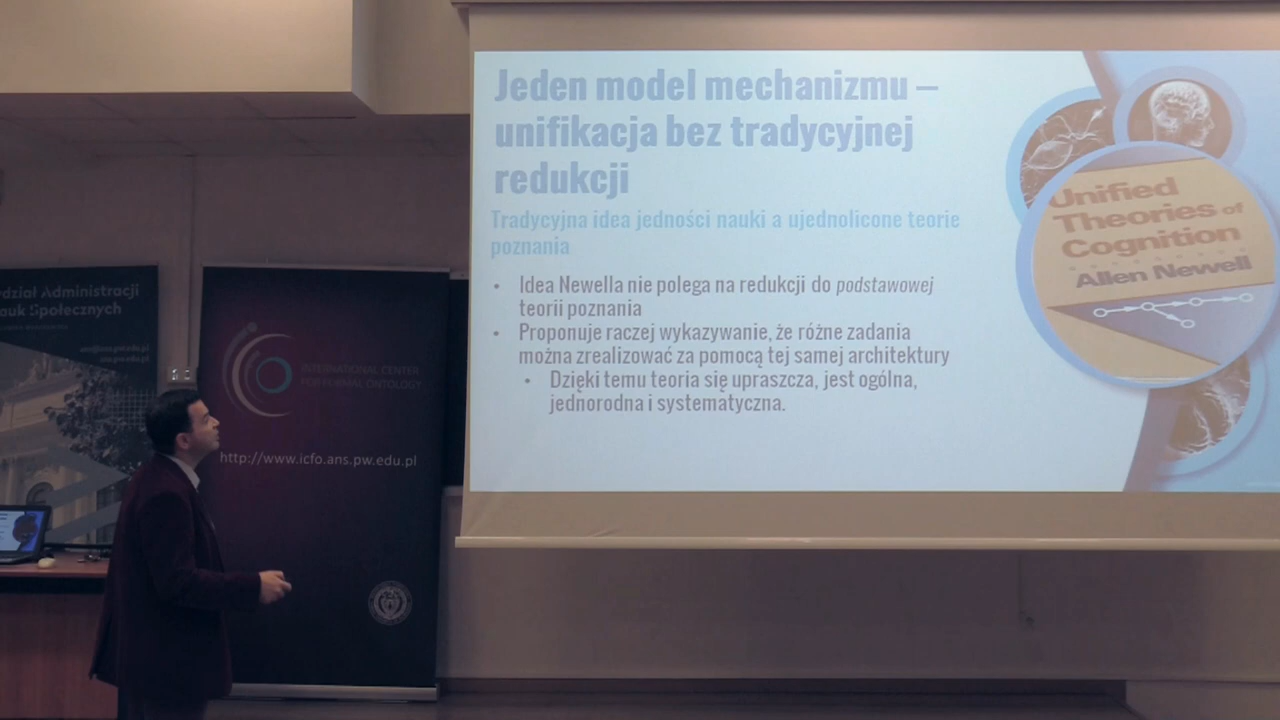 Jeden model mechanizmu –
unifikacja bez tradycyjnej
redukcji
Tradycyjna idea jedności nauki a ujednolicone teorie
poznania
• Idea Newella nie polega na redukcji do podstawowej
teorii poznania
• Proponuje raczej wykazywanie, że różne zadania
można zrealizować za pomocą tej samej architektury
• Dzięki temu teoria się upraszcza, jest ogólna,
jednorodna i systematyczna.
Unified
Theories of
Cognition
Allen Newell
dział Administracji
auk Społecznych
INTERNATIONAL CENTER
FOR FORMAL ONTOLOGY
http://www.icfo.ans.pw.edu.pl